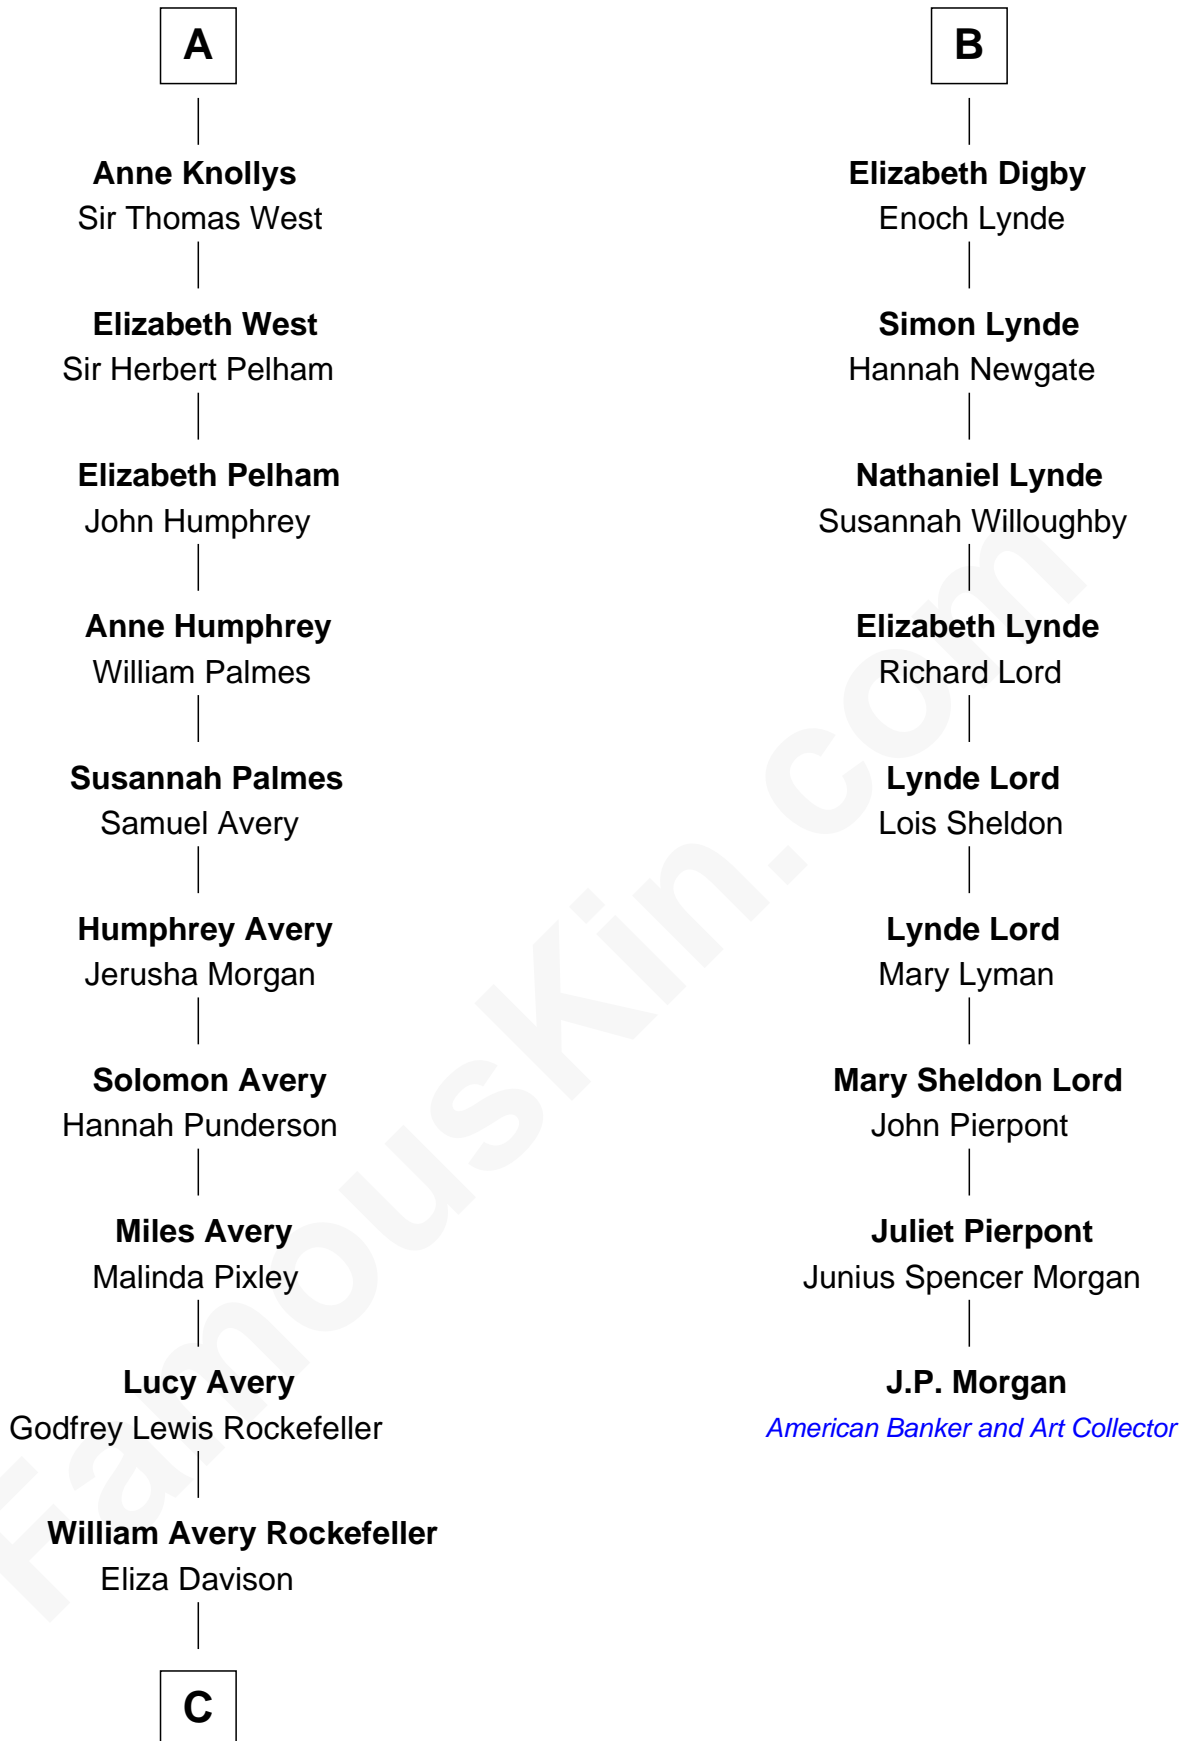 A
Anne Knollys
Sir Thomas West
Elizabeth West
Sir Herbert Pelham
Elizabeth Pelham
John Humphrey
Anne Humphrey
William Palmes
Susannah Palmes
Samuel Avery
Humphrey Avery
Jerusha Morgan
Solomon Avery
Hannah Punderson
Miles Avery
Malinda Pixley
Lucy Avery
Godfrey Lewis Rockefeller
William Avery Rockefeller
Eliza Davison
C
B
Elizabeth Digby
Enoch Lynde
Simon Lynde
Hannah Newgate
Nathaniel Lynde
Susannah Willoughby
Elizabeth Lynde
Richard Lord
Lynde Lord
Lois Sheldon
Lynde Lord
Mary Lyman
Mary Sheldon Lord
John Pierpont
Juliet Pierpont
Junius Spencer Morgan
J.P. Morgan
American Banker and Art Collector
FamousKin.com